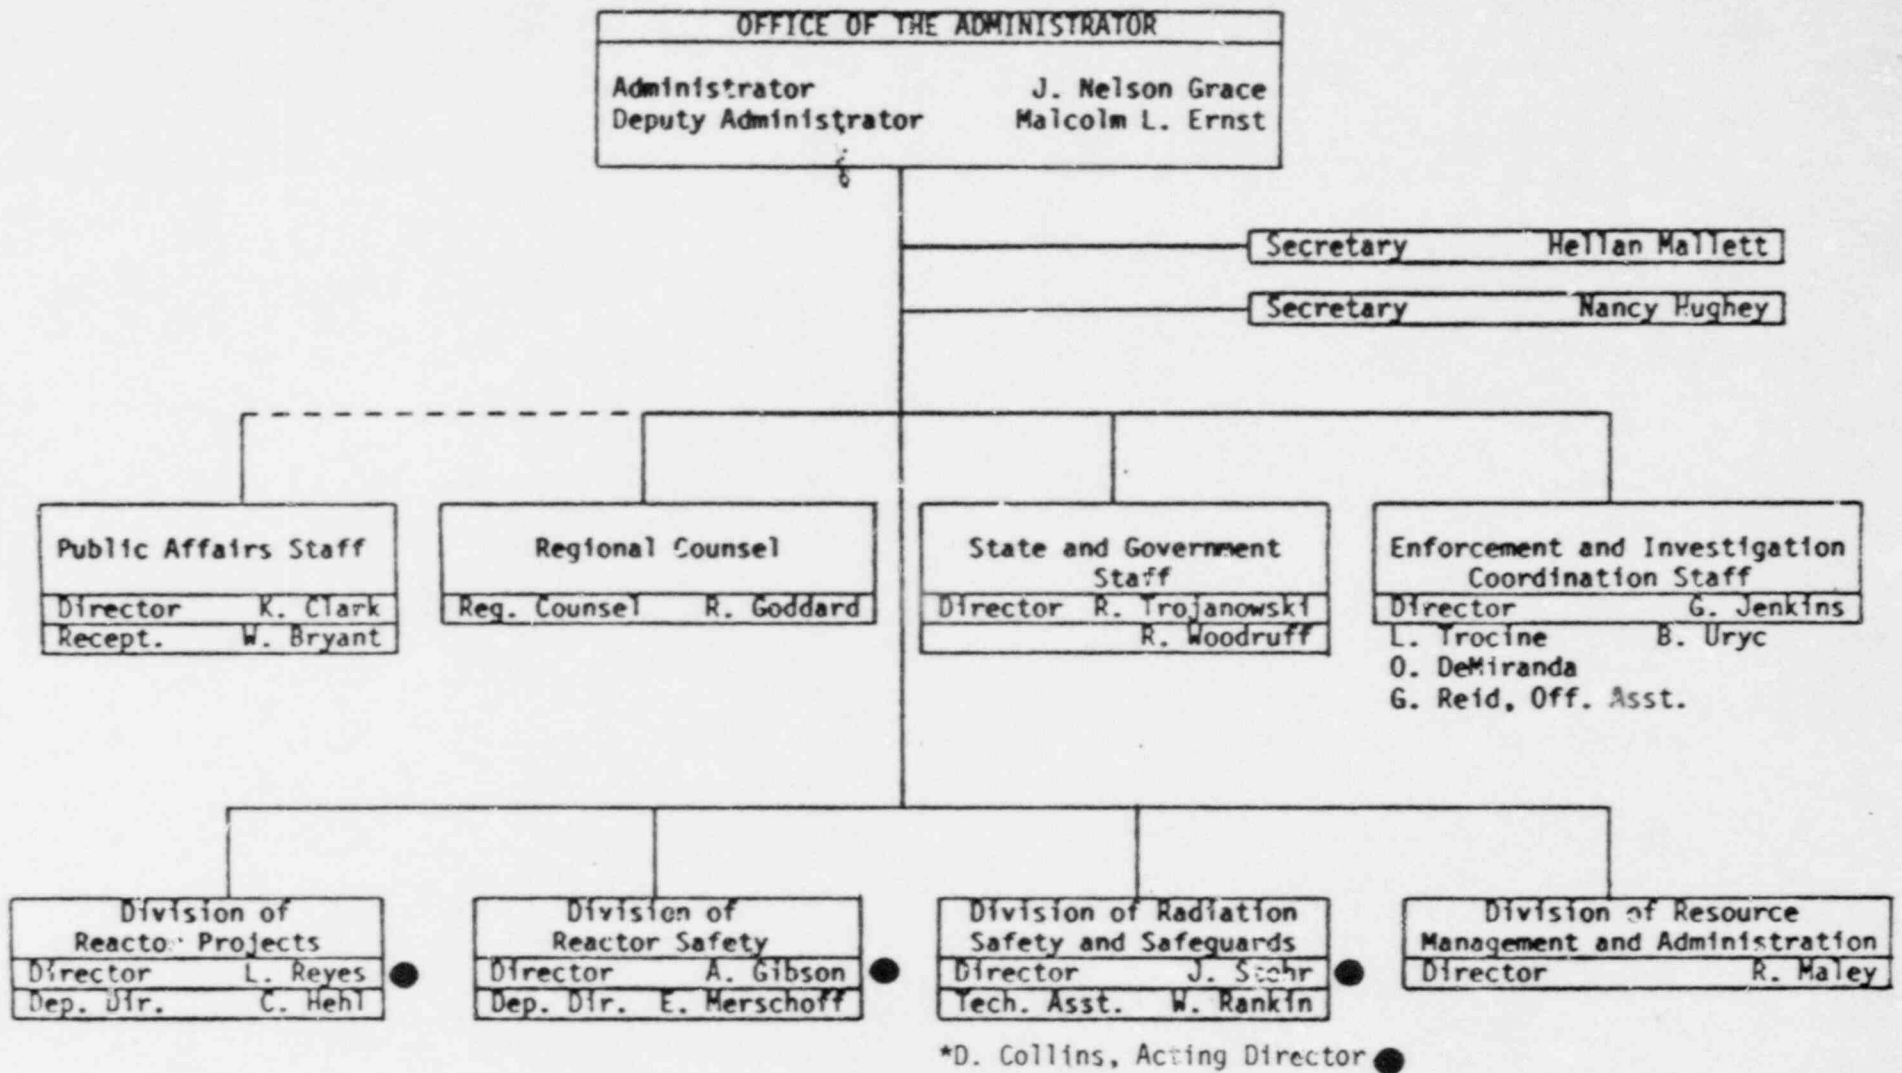 OFFICE OF THE ADMINISTRATOR
Administrator J. Nelson Grace
Deputy Administrator Malcolm L. Ernst
Secretary Hellan Mallett
Secretary Nancy Hughey
Public Affairs Staff
Director K. Clark
Recept. W. Bryant
Regional Counsel
Reg. Counsel R. Goddard
State and Government
Staff
Director R. Trojanowski
R. Woodruff
Enforcement and Investigation
Coordination Staff
Director G. Jenkins
L. Trocine B. Uryc
O. DeMiranda
G. Reid, Off. Asst.
Division of
Reactor Projects
Director L. Reyes
Dep. Dir. C. Hehl
Division of
Reactor Safety
Director A. Gibson
Dep. Dir. E. Merschoff
Division of Radiation
Safety and Safeguards
Director J. Stohr
Tech. Asst. W. Rankin
*D. Collins, Acting Director
Division of Resource
Management and Administration
Director R. Maley